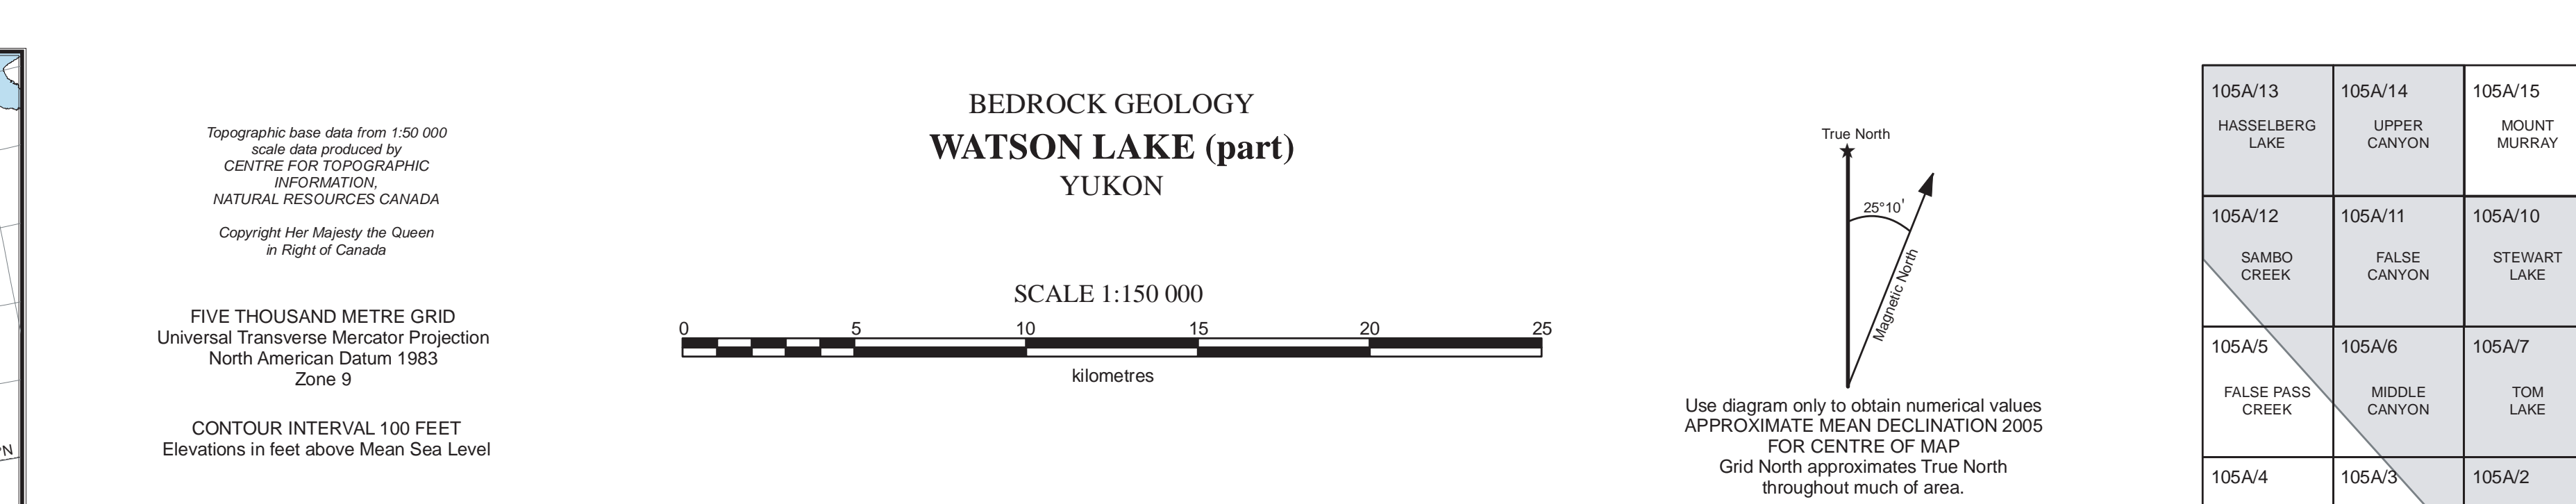 Topographic base data from 1:50 000
scale data produced by
CENTRE FOR TOPOGRAPHIC
INFORMATION,
NATURAL RESOURCES CANADA
Copyright Her Majesty the Queen
in Right of Canada
FIVE THOUSAND METRE GRID
Universal Transverse Mercator Projection
North American Datum 1983
Zone 9
CONTOUR INTERVAL 100 FEET
Elevations in feet above Mean Sea Level
BEDROCK GEOLOGY
WATSON LAKE (part)
YUKON
SCALE 1:150 000
0 5 10 15 20 25
kilometres
True North
25°10'
Magnetic North
Use diagram only to obtain numerical values
APPROXIMATE MEAN DECLINATION 2005
FOR CENTRE OF MAP
Grid North approximates True North
throughout much of area.
105A/13
HASSELBERG
LAKE
105A/14
UPPER
CANYON
105A/15
MOUNT
MURRAY
105A/12
SAMBO
CREEK
105A/11
FALSE
CANYON
105A/10
STEWART
LAKE
105A/5
FALSE PASS
CREEK
105A/6
MIDDLE
CANYON
105A/7
TOM
LAKE
105A/4
105A/3
105A/2